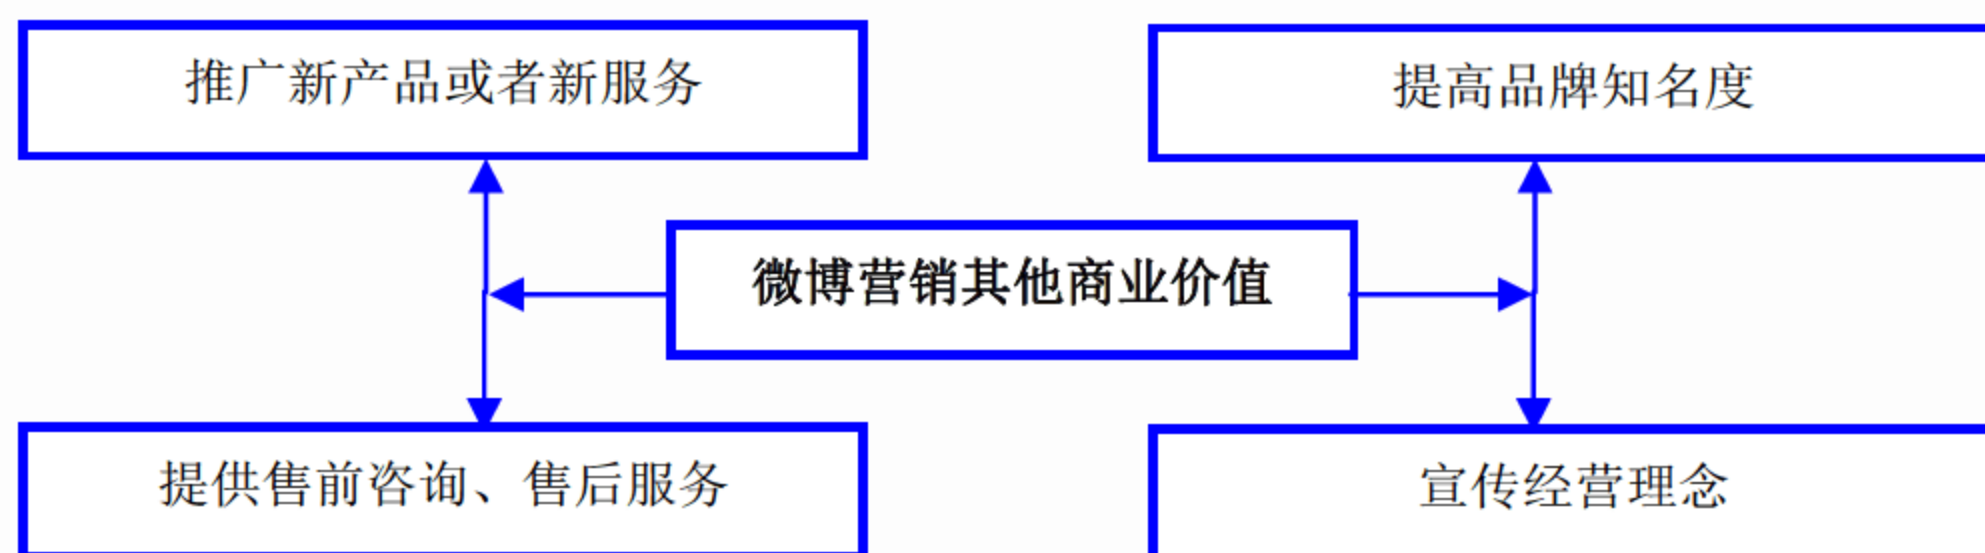 推广新产品或者新服务
提高品牌知名度
微博营销其他商业价值
提供售前咨询、售后服务
宣传经营理念